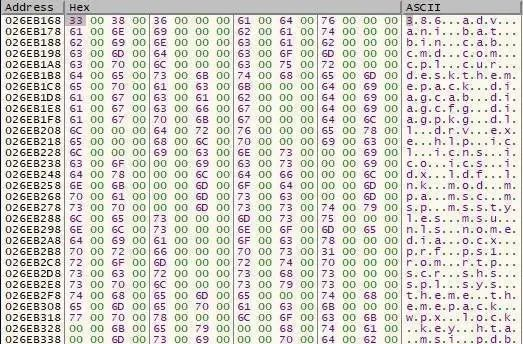 Address Hex ASCII
026EB168 33 00 38 00 36 00 00 00 61 00 64 00 76 00 00 00 3.8.6...a.d.v...
026EB178 61 00 6E 00 69 00 00 00 62 00 61 00 74 00 00 00 a.n.i...b.a.t...
026EB188 62 00 69 00 6E 00 00 00 63 00 61 00 62 00 00 00 b.i.n...c.a.b...
026EB198 63 00 6D 00 64 00 00 00 63 00 6F 00 6D 00 00 00 c.m.d...c.o.m...
026EB1A8 63 00 70 00 6C 00 00 00 63 00 75 00 72 00 00 00 c.p.l...c.u.r...
026EB1B8 64 00 65 00 73 00 6B 00 74 00 68 00 65 00 6D 00 d.e.s.k.t.h.e.m.
026EB1C8 65 00 70 00 61 00 63 00 6B 00 00 00 64 00 69 00 e.p.a.c.k...d.i.
026EB1D8 61 00 67 00 63 00 61 00 62 00 00 00 64 00 69 00 a.g.c.a.b...d.i.
026EB1E8 61 00 67 00 63 00 66 00 67 00 00 00 64 00 69 00 a.g.c.f.g...d.i.
026EB1F8 61 00 67 00 70 00 6B 00 67 00 00 00 64 00 6C 00 a.g.p.k.g...d.l.
026EB208 6C 00 00 00 64 00 72 00 76 00 00 00 65 00 78 00 l...d.r.v...e.x.
026EB218 65 00 00 00 68 00 6C 00 70 00 00 00 69 00 63 00 e...h.l.p...i.c.
026EB228 6C 00 00 00 69 00 63 00 6E 00 73 00 00 00 69 00 l...i.c.n.s...i.
026EB238 63 00 6F 00 00 00 69 00 63 00 73 00 00 00 69 00 c.o...i.c.s...i.
026EB248 64 00 78 00 00 00 6C 00 64 00 66 00 00 00 6C 00 d.x...l.d.f...l.
026EB258 6E 00 6B 00 00 00 6D 00 6F 00 64 00 00 00 6D 00 n.k...m.o.d...m.
026EB268 70 00 61 00 00 00 6D 00 73 00 63 00 00 00 6D 00 p.a...m.s.c...m.
026EB278 73 00 70 00 00 00 6D 00 73 00 73 00 74 00 79 00 s.p...m.s.s.t.y.
026EB288 6C 00 65 00 73 00 00 00 6D 00 73 00 75 00 00 00 l.e.s...m.s.u...
026EB298 6E 00 6C 00 73 00 00 00 6E 00 6F 00 6D 00 65 00 n.l.s...n.o.m.e.
026EB2A8 64 00 69 00 61 00 00 00 6F 00 63 00 78 00 00 00 d.i.a...o.c.x...
026EB2B8 70 00 72 00 66 00 00 00 70 00 73 00 31 00 00 00 p.r.f...p.s.1...
026EB2C8 72 00 6F 00 6D 00 00 00 72 00 74 00 70 00 00 00 r.o.m...r.t.p...
026EB2D8 73 00 63 00 72 00 00 00 73 00 68 00 73 00 00 00 s.c.r...s.h.s...
026EB2E8 73 00 70 00 6C 00 00 00 73 00 79 00 73 00 00 00 s.p.l...s.y.s...
026EB2F8 74 00 68 00 65 00 6D 00 65 00 00 00 74 00 68 00 t.h.e.m.e...t.h.
026EB308 65 00 6D 00 65 00 70 00 61 00 63 00 6B 00 00 00 e.m.e.p.a.c.k...
026EB318 77 00 70 00 78 00 00 00 6C 00 6F 00 63 00 6B 00 w.p.x...l.o.c.k.
026EB328 00 00 6B 00 65 00 79 00 00 00 68 00 74 00 61 00 ..k.e.y...h.t.a.
026EB338 00 00 6D 00 73 00 69 00 00 00 70 00 64 00 62 00 ..m.s.i...p.d.b.